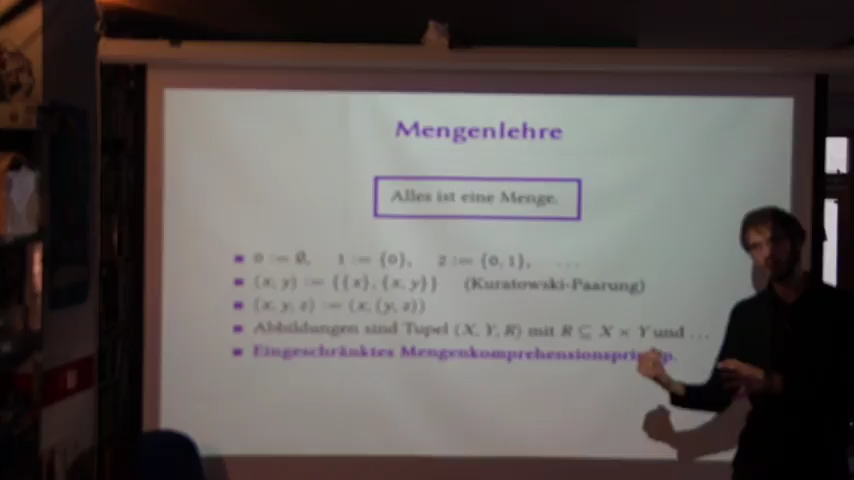 Mengenlehre
Alles ist eine Menge.
0 := ∅, 1 := {0}, 2 := {0, 1}, ...
(x, y) := {{x}, {x, y}} (Kuratowski-Paarung)
(x, y, z) := (x, (y, z))
Abbildungen sind Tupel (X, Y, R) mit R ⊆ X × Y und ...
Eingeschränktes Mengenkomprehensionsprinzip.